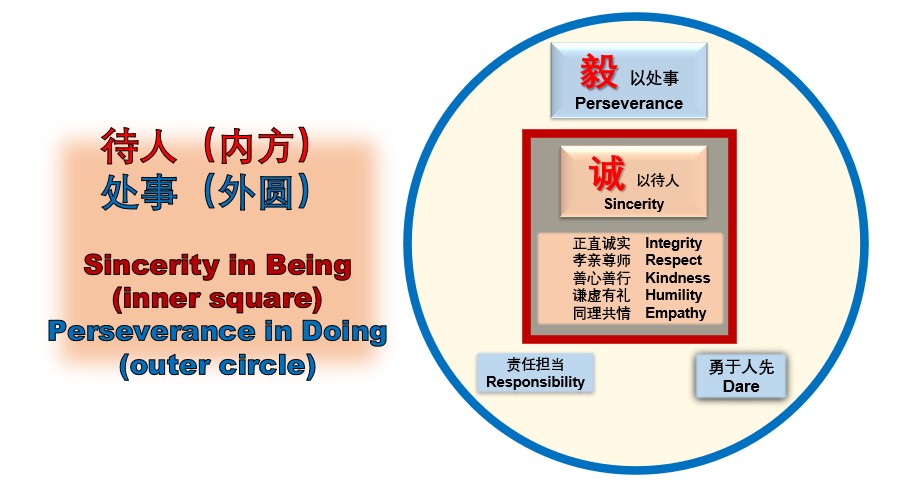 待人（内方）
处事（外圆）
Sincerity in Being
(inner square)
Perseverance in Doing
(outer circle)
毅 以处事
Perseverance
诚 以待人
Sincerity
正直诚实 Integrity
孝亲尊师 Respect
善心善行 Kindness
谦虚有礼 Humility
同理共情 Empathy
责任担当
Responsibility
勇于人先
Dare